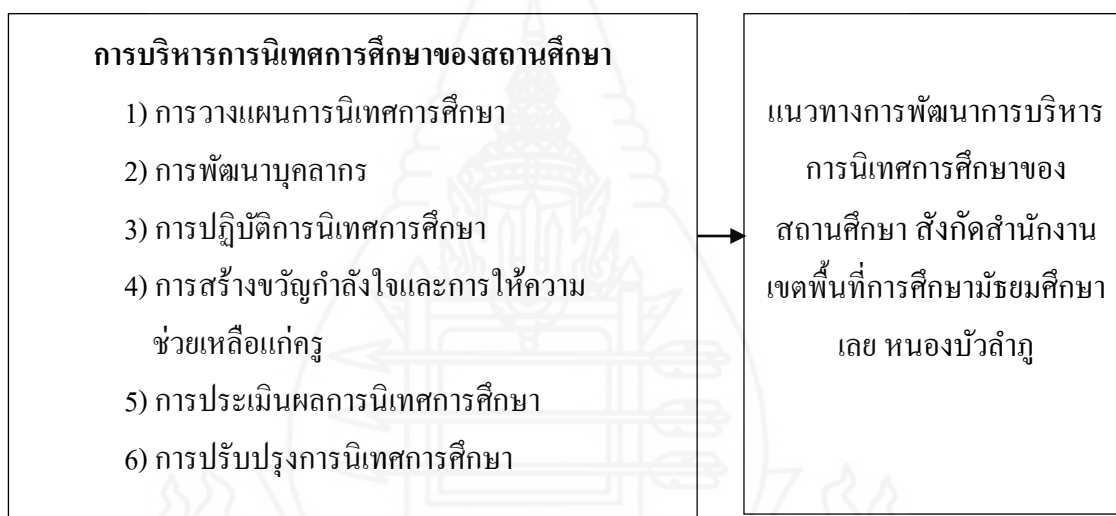 การบริหารการนิเทศการศึกษาของสถานศึกษา
1) การวางแผนการนิเทศการศึกษา
2) การพัฒนาบุคลากร
3) การปฏิบัติการนิเทศการศึกษา
4) การสร้างขวัญกำลังใจและการให้ความ
ช่วยเหลือแก่ครู
5) การประเมินผลการนิเทศการศึกษา
6) การปรับปรุงการนิเทศการศึกษา
แนวทางการพัฒนาการบริหาร
การนิเทศการศึกษาของ
สถานศึกษา สังกัดสำนักงาน
เขตพื้นที่การศึกษามัธยมศึกษา
เลย หนองบัวลำภู